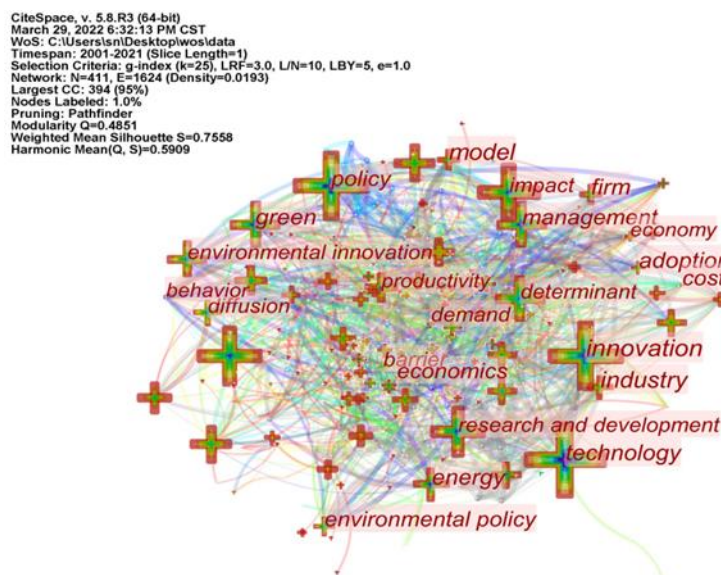 CiteSpace, v. 5.8.R3 (64-bit)
March 29, 2022 6:32:13 PM CST
WoS: C:\Users\sn\Desktop\wos\data
Timespan: 2001-2021 (Slice Length=1)
Selection Criteria: g-index (k=25), LRF=3.0, L/N=10, LBY=5, e=1.0
Network: N=411, E=1624 (Density=0.0193)
Largest CC: 394 (95%)
Nodes Labeled: 1.0%
Pruning: Pathfinder
Modularity Q=0.4851
Weighted Mean Silhouette S=0.7558
Harmonic Mean(Q, S)=0.5909
model
policy
impact
firm
green
management
economy
environmental innovation
adoption
behavior
productivity
determinant
cost
diffusion
demand
barrier
innovation
economics
industry
research and development
technology
energy
environmental policy